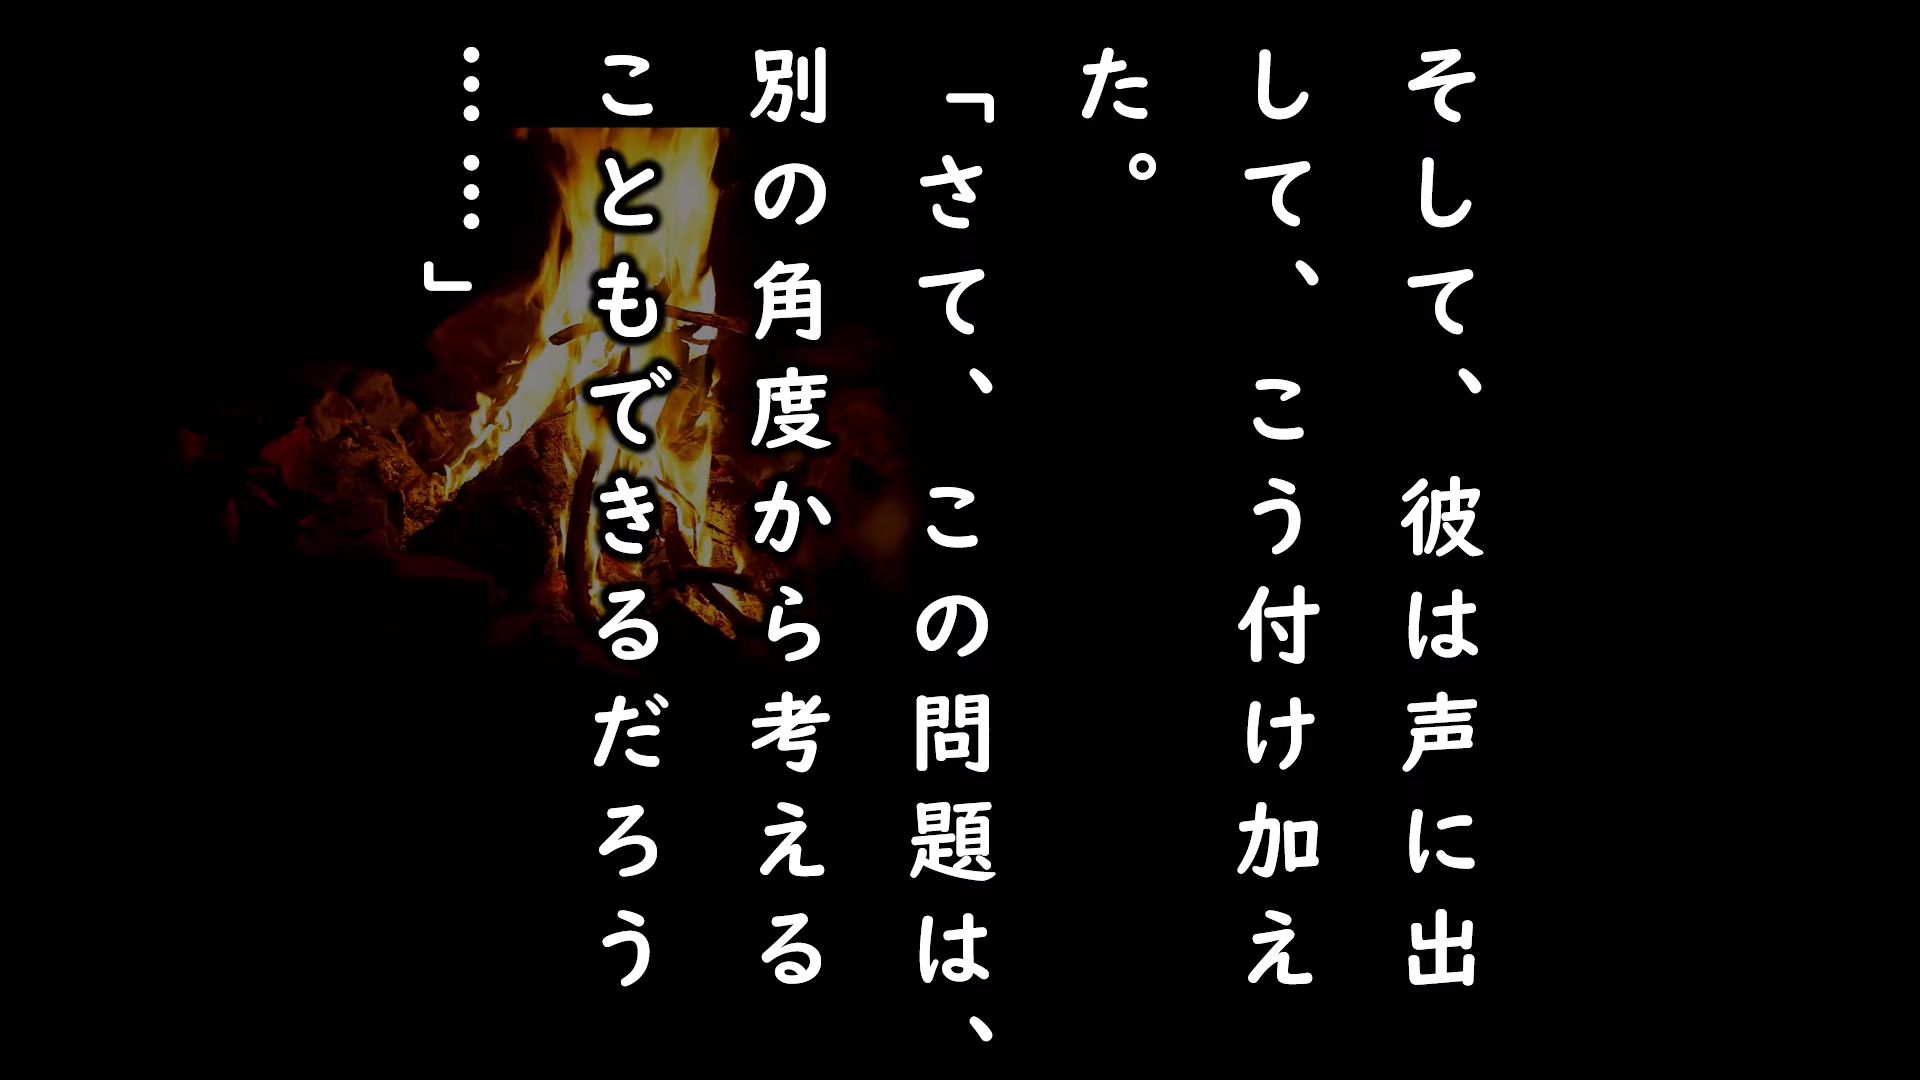 そして、彼は声に出
して、こう付け加え
た。
「さて、この問題は、
別の角度から考える
こともできるだろう
……」